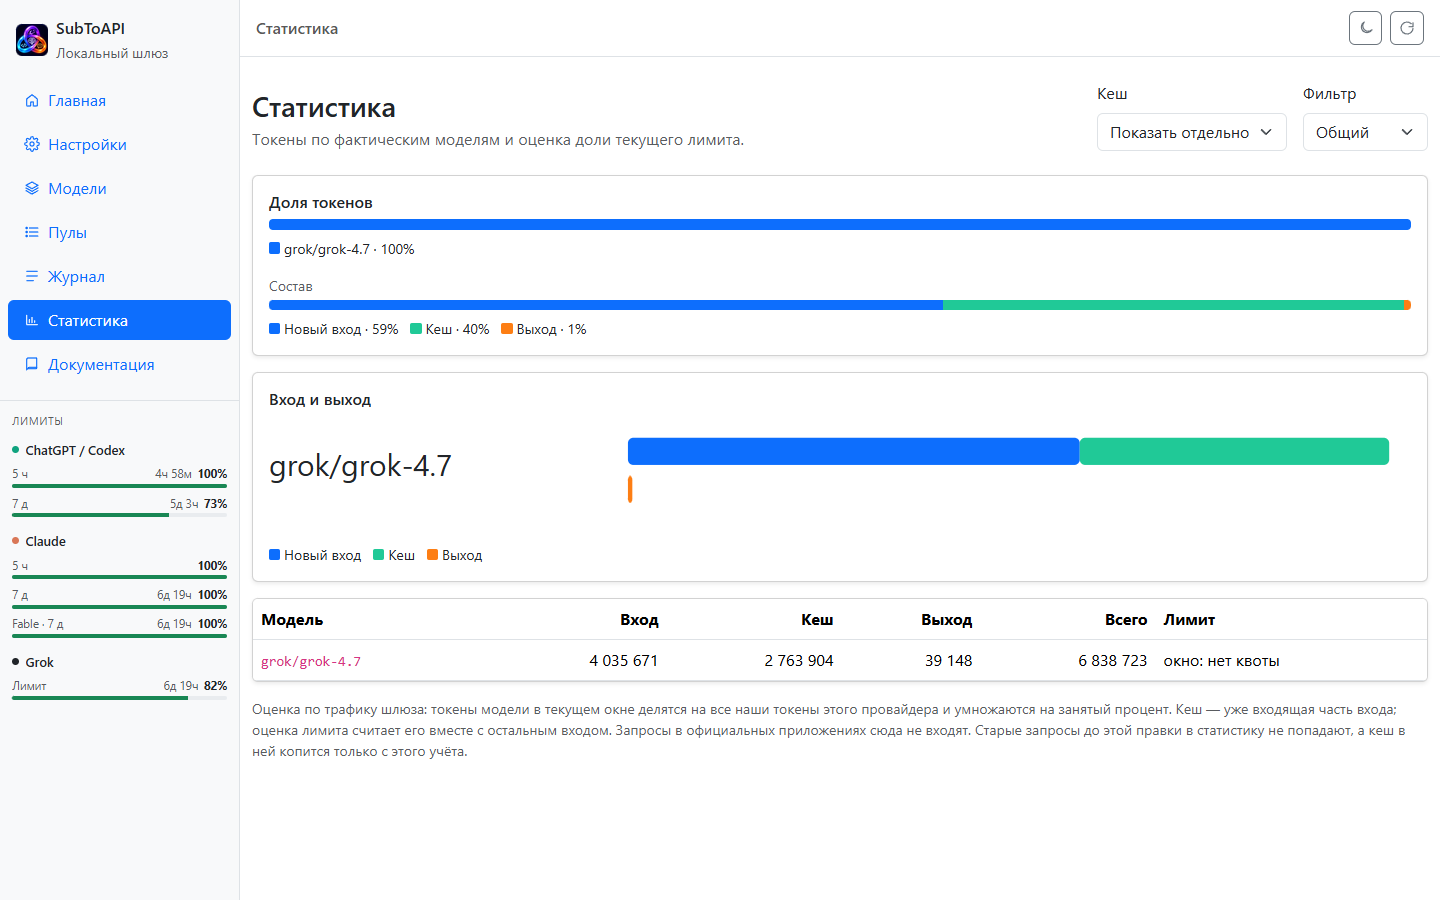 SubToAPI
Локальный шлюз
Главная
Настройки
Модели
Пулы
Журнал
Статистика
Документация
ЛИМИТЫ
ChatGPT / Codex
5 ч 4ч 58м 100%
7 д 5д 3ч 73%
Claude
5 ч 100%
7 д 6д 19ч 100%
Fable · 7 д 6д 19ч 100%
Grok
Лимит 6д 19ч 82%
Статистика
Статистика
Токены по фактическим моделям и оценка доли текущего лимита.
Кеш
Показать отдельно
Фильтр
Общий
Доля токенов
grok/grok-4.7 · 100%
Состав
Новый вход · 59% Кеш · 40% Выход · 1%
Вход и выход
grok/grok-4.7
Новый вход Кеш Выход
Модель Вход Кеш Выход Всего Лимит
grok/grok-4.7 4 035 671 2 763 904 39 148 6 838 723 окно: нет квоты
Оценка по трафику шлюза: токены модели в текущем окне делятся на все наши токены этого провайдера и умножаются на занятый процент. Кеш — уже входящая часть входа;
оценка лимита считает его вместе с остальным входом. Запросы в официальных приложениях сюда не входят. Старые запросы до этой правки в статистику не попадают, а кеш в
ней копится только с этого учёта.